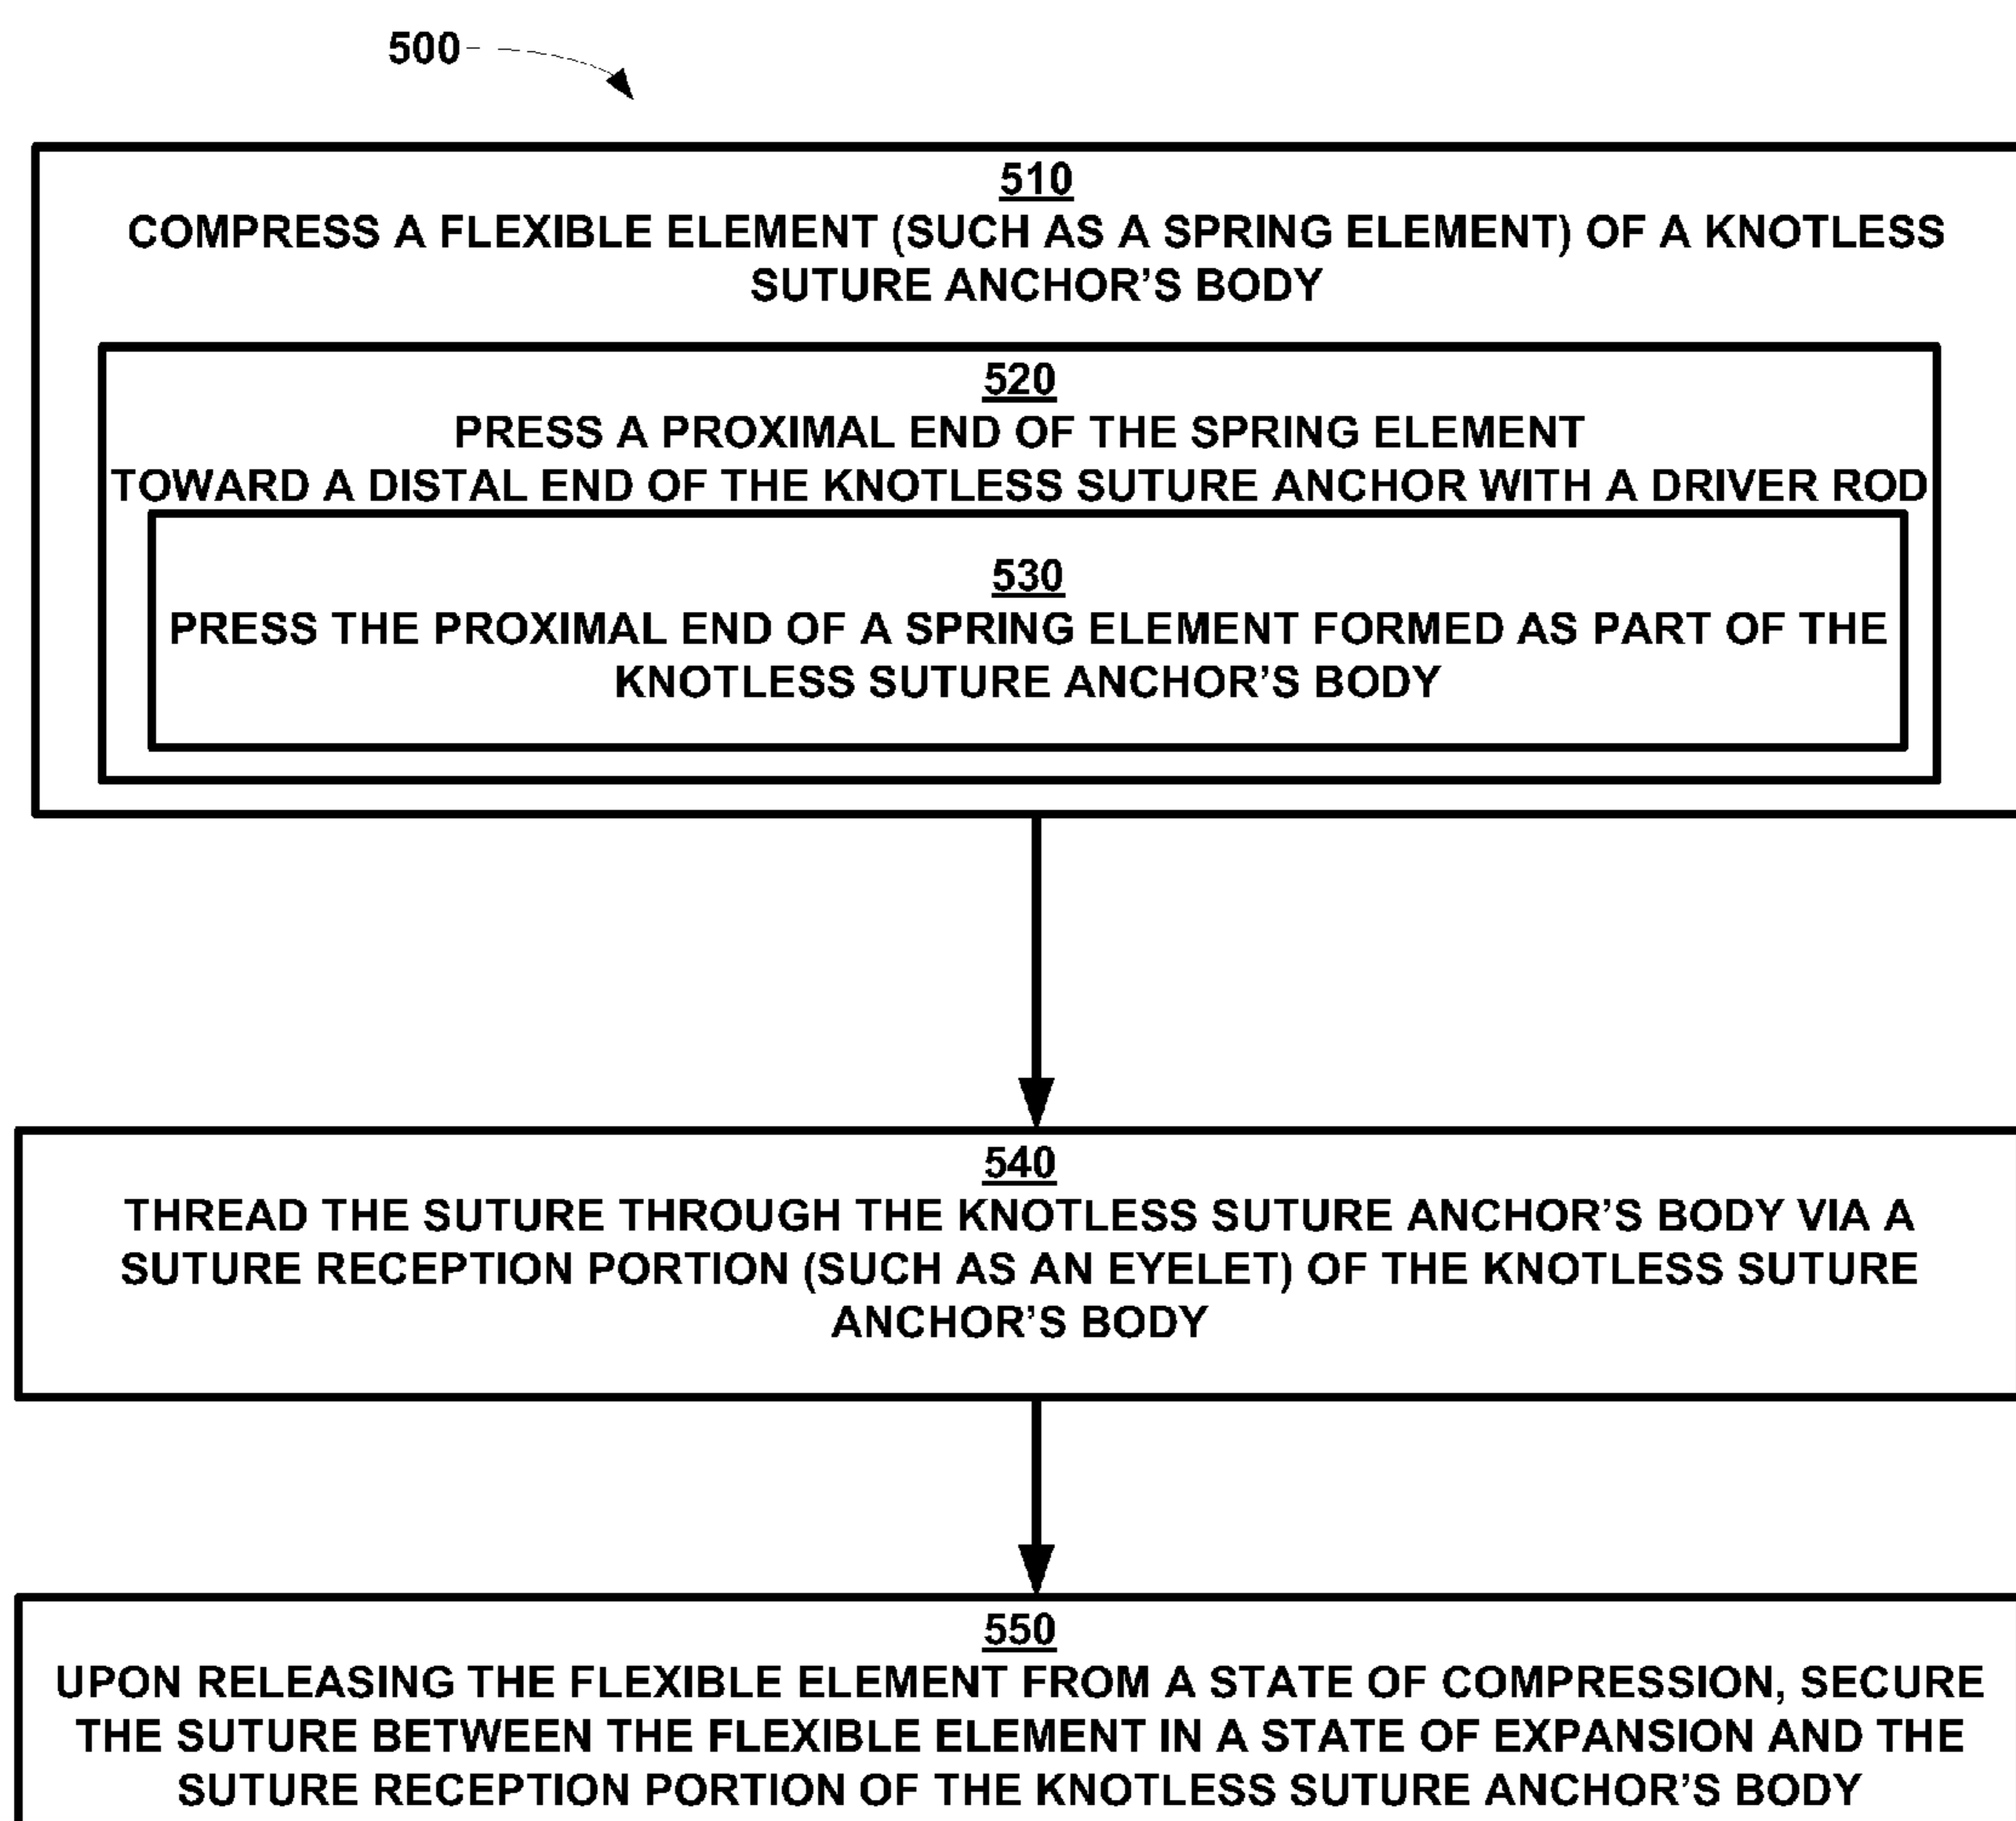 500
510
COMPRESS A FLEXIBLE ELEMENT (SUCH AS A SPRING ELEMENT) OF A KNOTLESS
SUTURE ANCHOR’S BODY
520
PRESS A PROXIMAL END OF THE SPRING ELEMENT
TOWARD A DISTAL END OF THE KNOTLESS SUTURE ANCHOR WITH A DRIVER ROD
530
PRESS THE PROXIMAL END OF A SPRING ELEMENT FORMED AS PART OF THE
KNOTLESS SUTURE ANCHOR’S BODY
540
THREAD THE SUTURE THROUGH THE KNOTLESS SUTURE ANCHOR’S BODY VIA A
SUTURE RECEPTION PORTION (SUCH AS AN EYELET) OF THE KNOTLESS SUTURE
ANCHOR’S BODY
550
UPON RELEASING THE FLEXIBLE ELEMENT FROM A STATE OF COMPRESSION, SECURE
THE SUTURE BETWEEN THE FLEXIBLE ELEMENT IN A STATE OF EXPANSION AND THE
SUTURE RECEPTION PORTION OF THE KNOTLESS SUTURE ANCHOR’S BODY